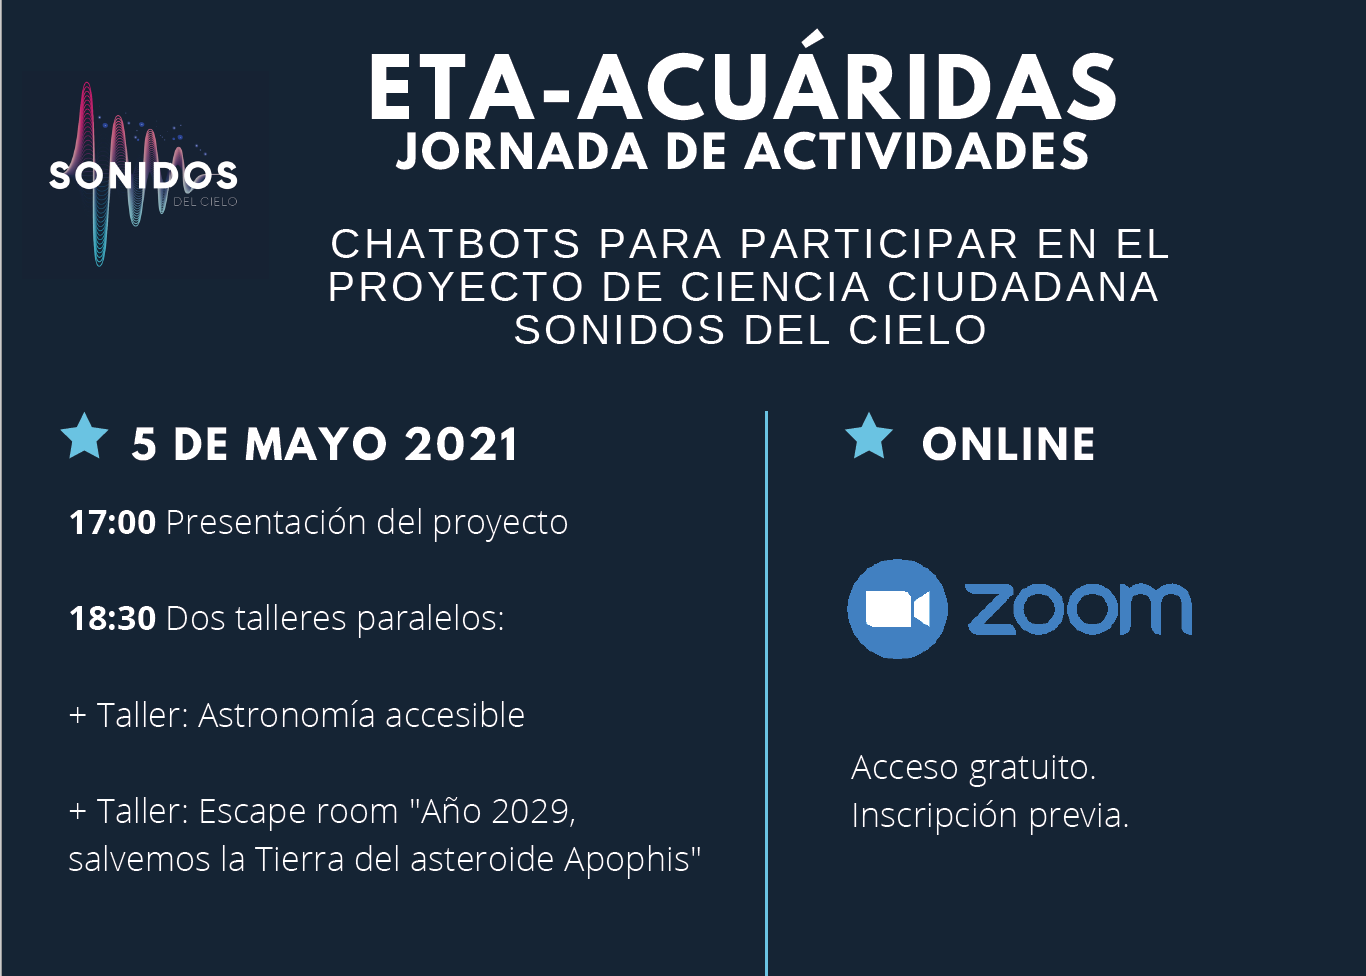 ETA-ACUÁRIDAS
JORNADA DE ACTIVIDADES
SONIDOS
DEL CIELO
CHATBOTS PARA PARTICIPAR EN EL
PROYECTO DE CIENCIA CIUDADANA
SONIDOS DEL CIELO
5 DE MAYO 2021
17:00 Presentación del proyecto
18:30 Dos talleres paralelos:
+ Taller: Astronomía accesible
+ Taller: Escape room "Año 2029,
salvemos la Tierra del asteroide Apophis"
ONLINE
zoom
Acceso gratuito.
Inscripción previa.